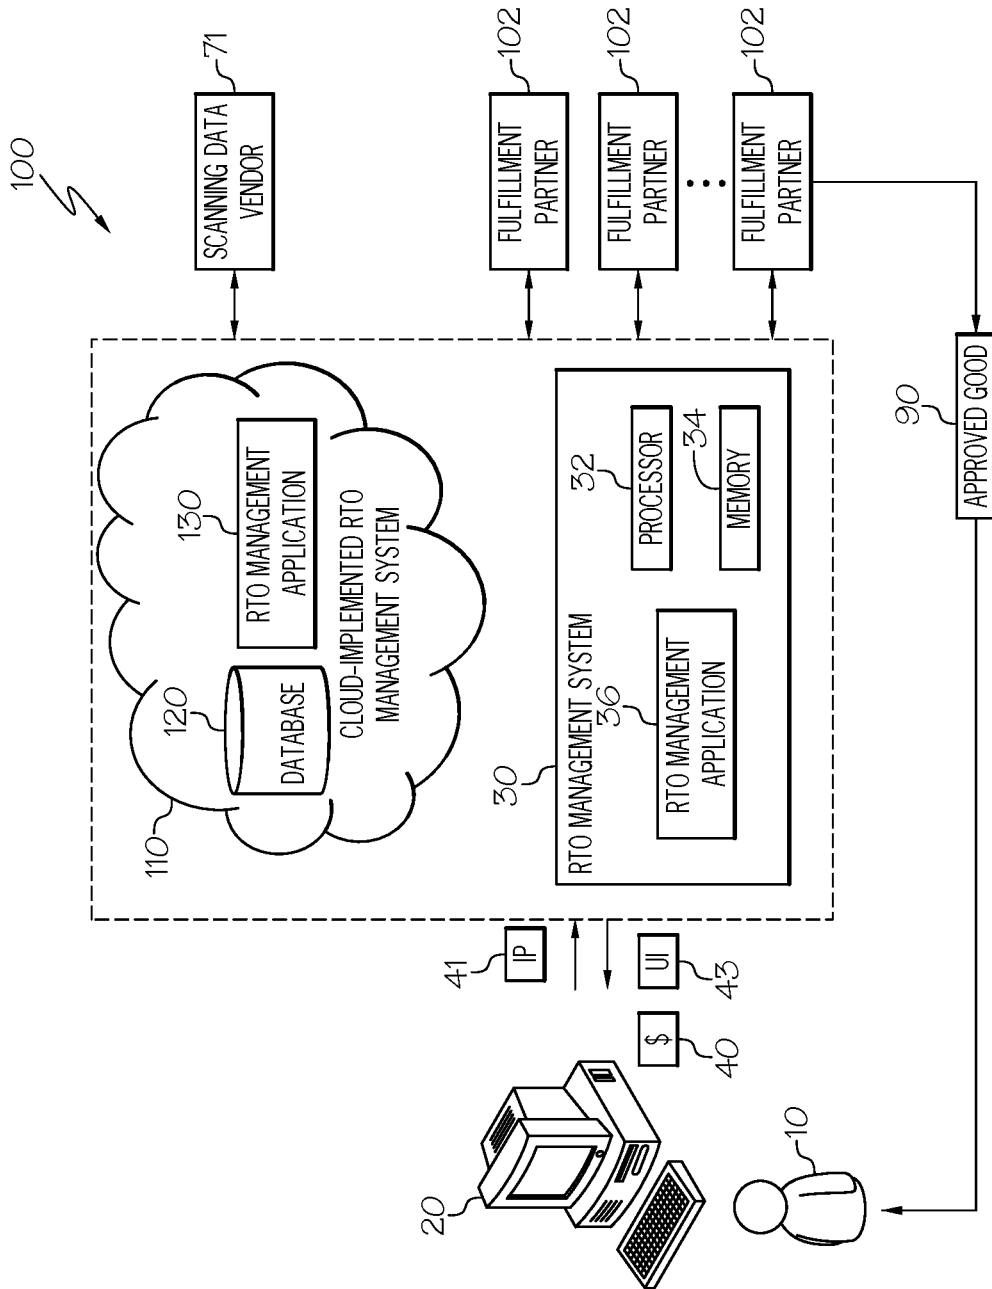 100
SCANNING DATA
VENDOR
71
FULFILLMENT
PARTNER
102
FULFILLMENT
PARTNER
102
FULFILLMENT
PARTNER
102
110
120
DATABASE
130
RTO MANAGEMENT
APPLICATION
CLOUD-IMPLEMENTED RTO
MANAGEMENT SYSTEM
30
RTO MANAGEMENT SYSTEM
36
RTO MANAGEMENT
APPLICATION
32
PROCESSOR
34
MEMORY
41
IP
UI
43
$
40
20
10
90
APPROVED GOOD